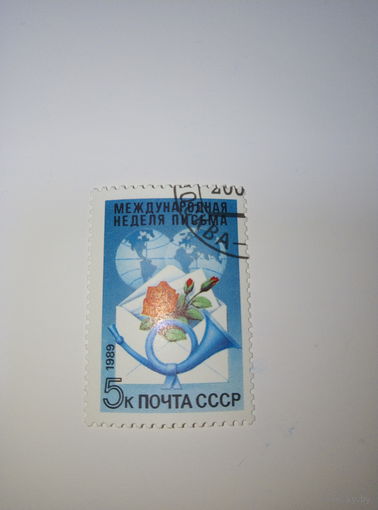 МЕЖДУНАРОДНАЯ
НЕДЕЛЯ ПИСЬМА
1989
5К ПОЧТА СССР